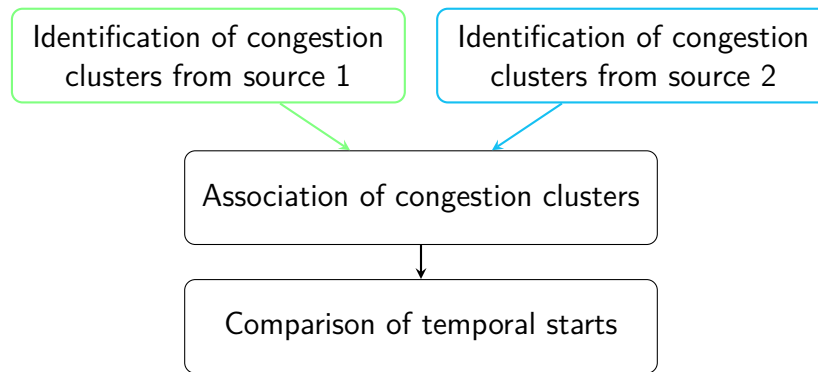 Identification of congestion
clusters from source 1
Identification of congestion
clusters from source 2
Association of congestion clusters
Comparison of temporal starts